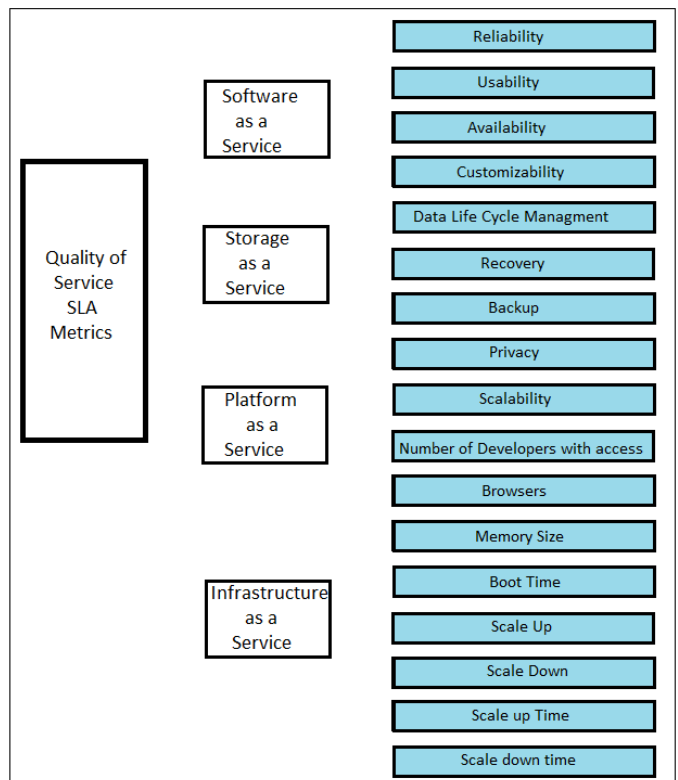 Quality of
Service
SLA
Metrics
Software
as a
Service
Storage
as a
Service
Platform
as a
Service
Infrastructure
as a
Service
Reliability
Usability
Availability
Customizability
Data Life Cycle Managment
Recovery
Backup
Privacy
Scalability
Number of Developers with access
Browsers
Memory Size
Boot Time
Scale Up
Scale Down
Scale up Time
Scale down time